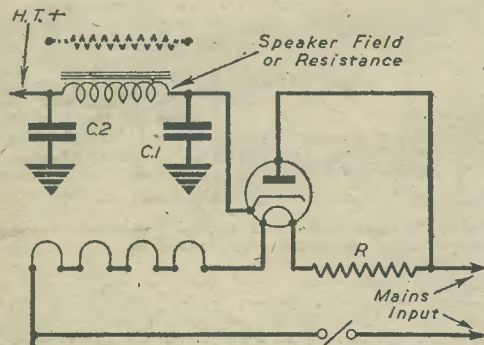 H.T.+
Speaker Field
or Resistance
C.2
C.1
R
Mains
Input